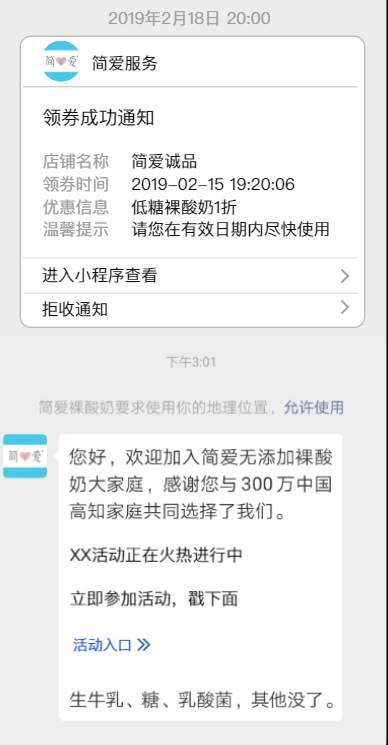 2019年2月18日 20:00
简爱
简爱服务
领券成功通知
店铺名称 简爱诚品
领券时间 2019-02-15 19:20:06
优惠信息 低糖裸酸奶1折
温馨提示 请您在有效日期内尽快使用
进入小程序查看
拒收通知
下午3:01
简爱裸酸奶要求使用你的地理位置，允许使用
简爱
您好，欢迎加入简爱无添加裸酸
奶大家庭，感谢您与300万中国
高知家庭共同选择了我们。
XX活动正在火热进行中
立即参加活动，戳下面
活动入口
生牛乳、糖、乳酸菌，其他没了。